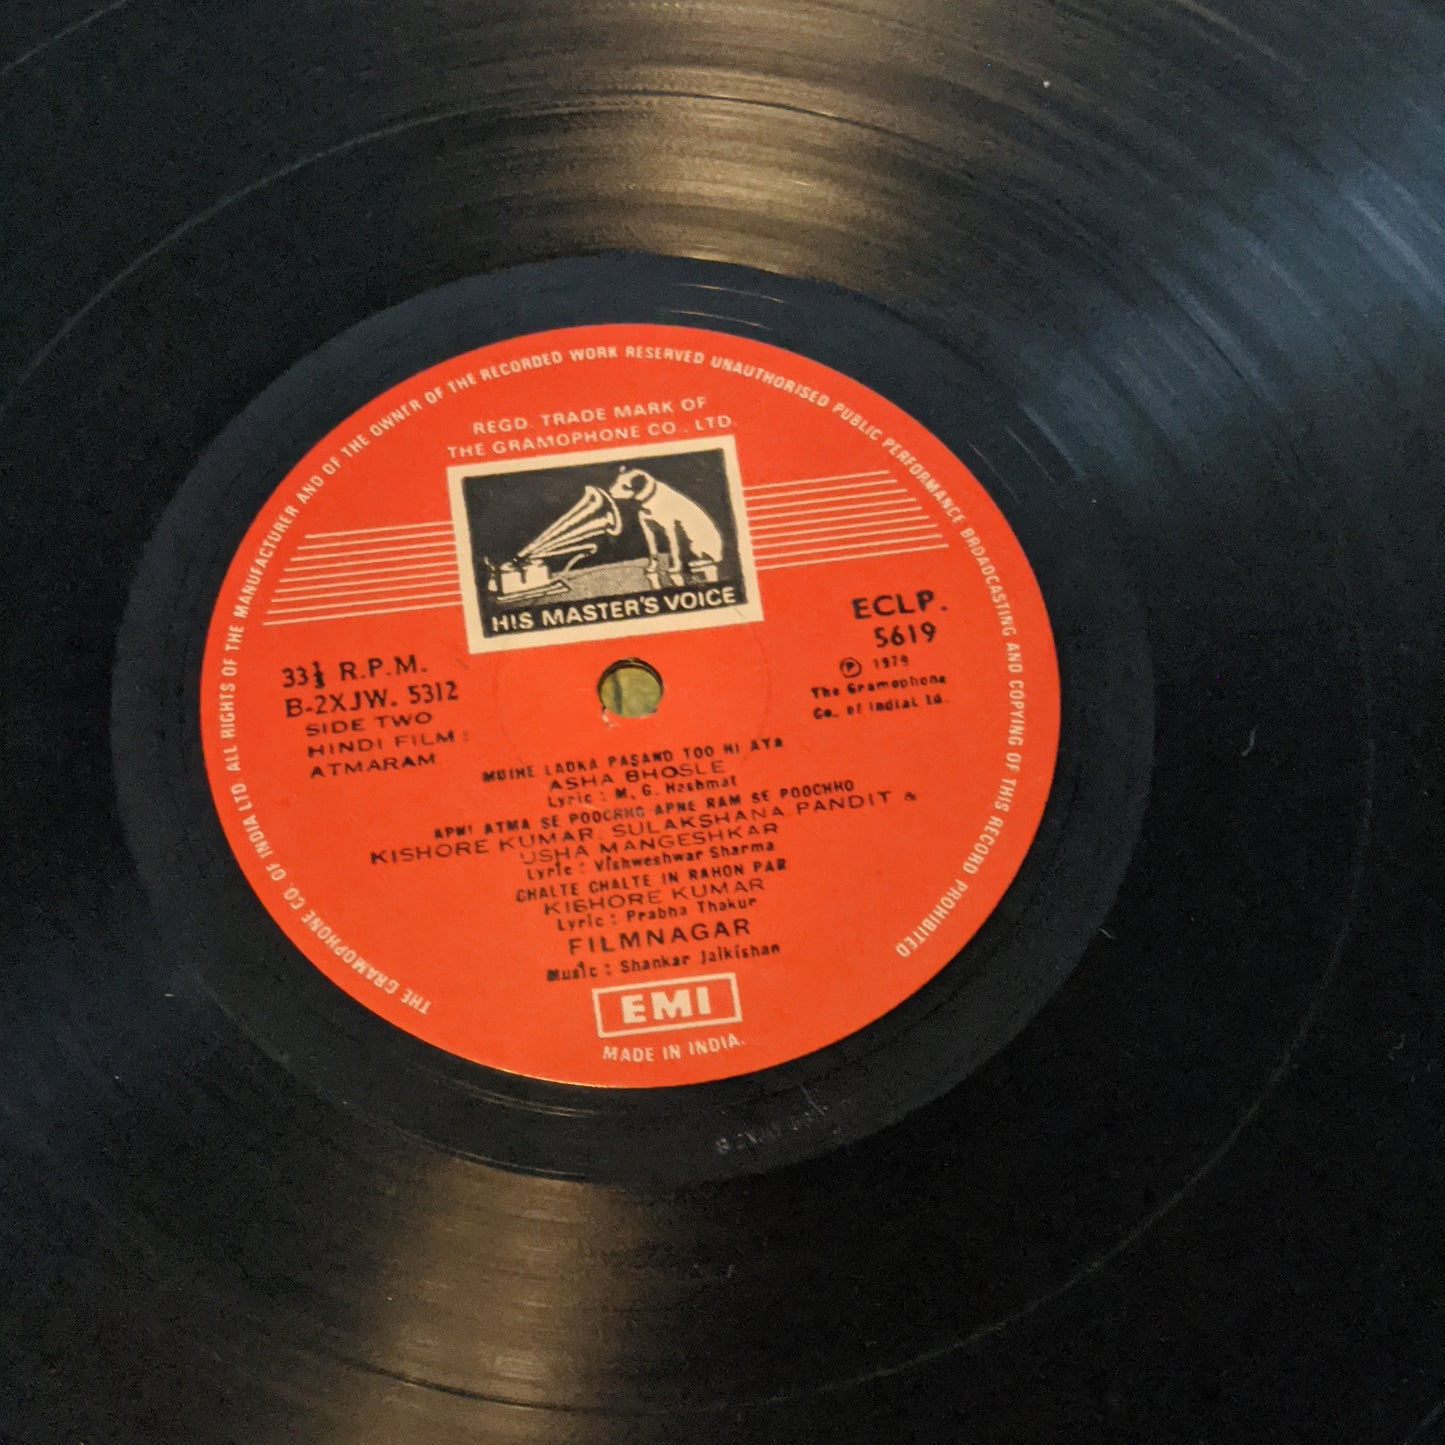 THE GRAMOPHONE CO. OF INDIA LTD. ALL RIGHTS OF THE MANUFACTURER AND OF THE OWNER OF THE RECORDED WORK RESERVED UNAUTHORISED PUBLIC PERFORMANCE BROADCASTING AND COPYING OF THIS RECORD PROHIBITED
REGD. TRADE MARK OF
THE GRAMOPHONE CO., LTD.
HIS MASTER'S VOICE
33⅓ R.P.M.
B-2XJW. 5312
SIDE TWO
HINDI FILM :
ATMARAM
ECLP.
5619
Ⓟ 1979
The Gramophone
Co., of IndiaL td.
MUJHE LADKA PASAND TOO HI AYA
ASHA BHOSLE
Lyric : M. G. Hashmat
APNI ATMA SE POOCHHO APNE RAM SE POOCHHO
KISHORE KUMAR, SULAKSHANA PANDIT &
USHA MANGESHKAR
Lyric : Vishweshwar Sharma
CHALTE CHALTE IN RAHON PAR
KISHORE KUMAR
Lyric : Prabha Thakur
FILMNAGAR
Music : Shankar Jaikishan
EMI
MADE IN INDIA.